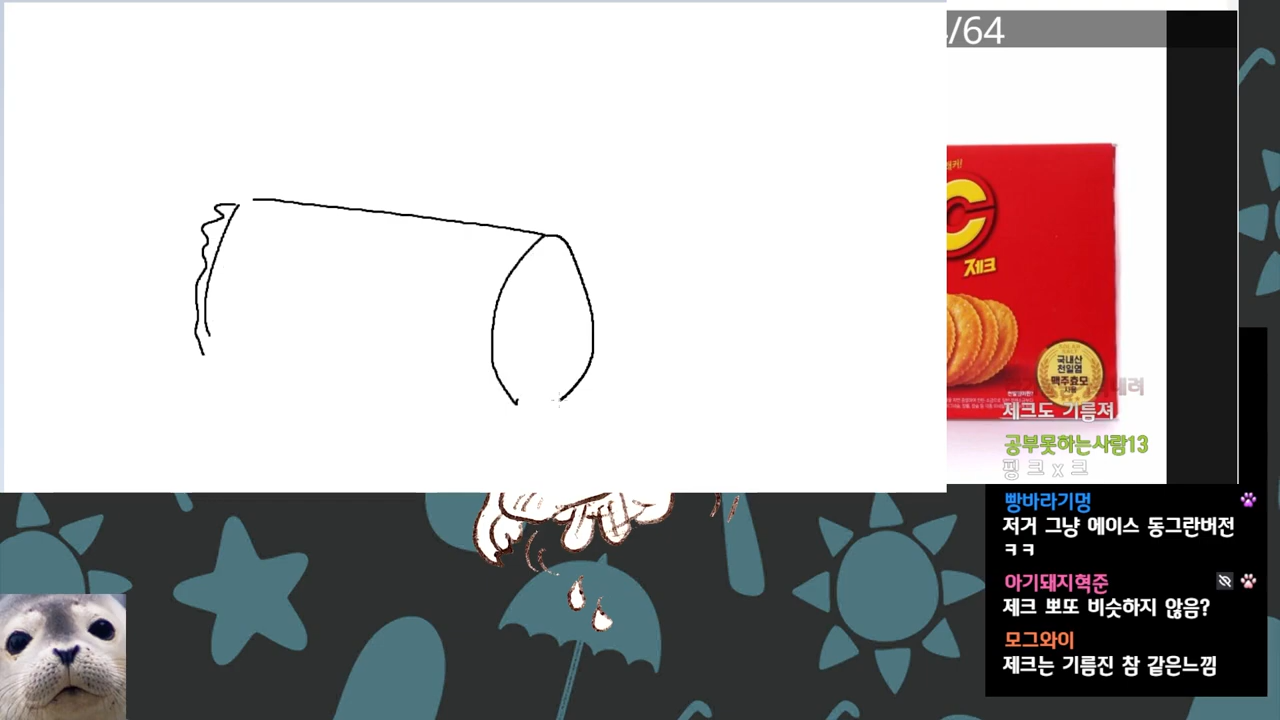 /64
제크
국내산
천일염
맥주효모
제크도 기름져
공부못하는사람13
핑 크 x 크
빵바라기멍
저거 그냥 에이스 동그란버전
ㅋㅋ
아기돼지혁준
제크 뽀또 비슷하지 않음?
모그와이
제크는 기름진 참 같은느낌